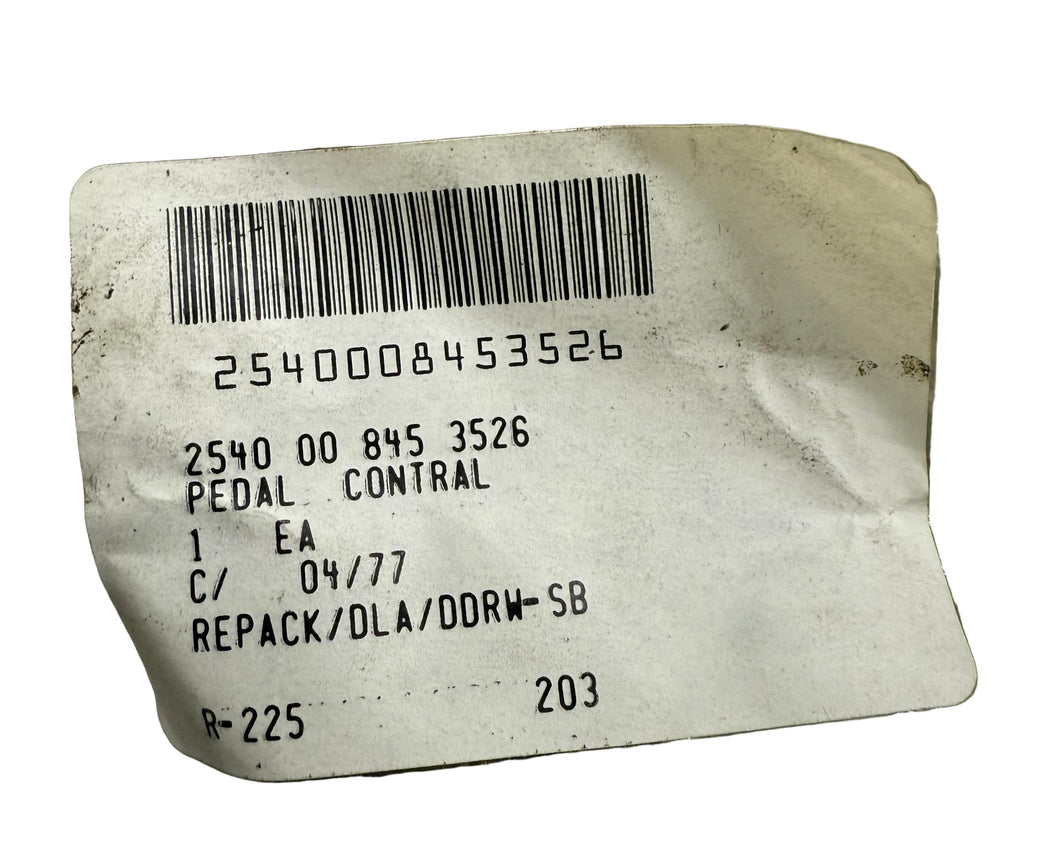 2540008453526
2540 00 845 3526
PEDAL CONTRAL
1 EA
C/ 04/77
REPACK/DLA/DDRW-SB
R-225 203